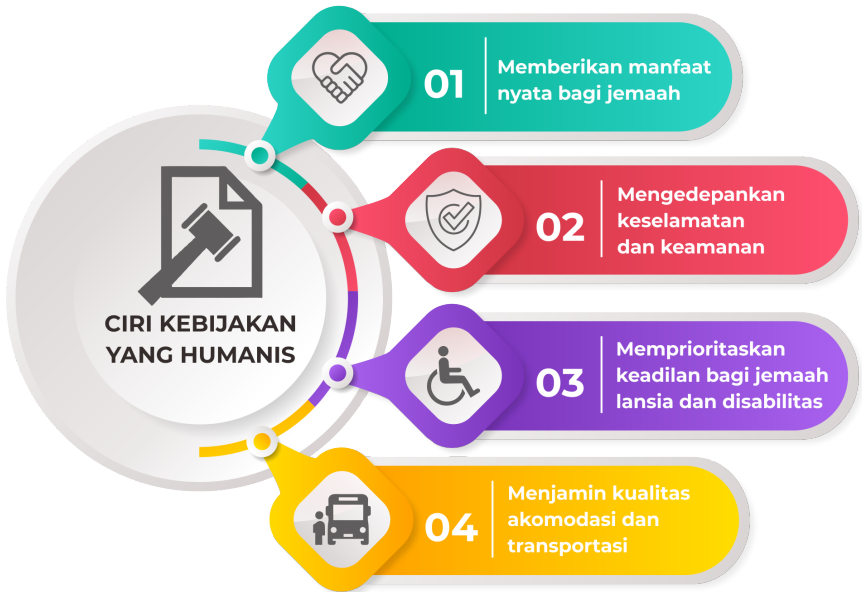 CIRI KEBIJAKAN
YANG HUMANIS
01
Memberikan manfaat
nyata bagi jemaah
02
Mengedepankan
keselamatan
dan keamanan
03
Memprioritaskan
keadilan bagi jemaah
lansia dan disabilitas
04
Menjamin kualitas
akomodasi dan
transportasi